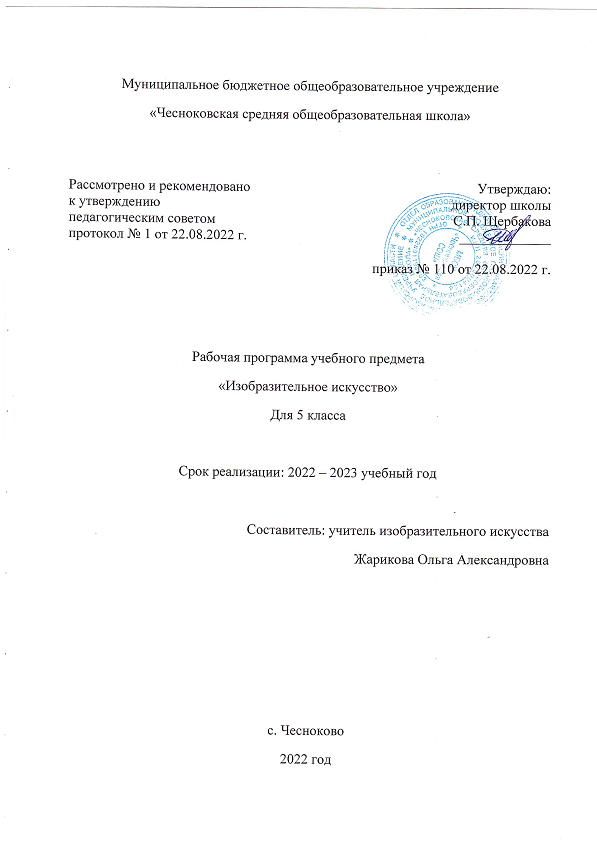 Муниципальное бюджетное общеобразовательное учреждение
«Чесноковская средняя общеобразовательная школа»
Рассмотрено и рекомендовано
к утверждению
педагогическим советом
протокол № 1 от 22.08.2022 г.
Утверждаю:
директор школы
С.П. Щербакова
приказ № 110 от 22.08.2022 г.
Рабочая программа учебного предмета
«Изобразительное искусство»
Для 5 класса
Срок реализации: 2022 – 2023 учебный год
Составитель: учитель изобразительного искусства
Жарикова Ольга Александровна
с. Чесноково
2022 год